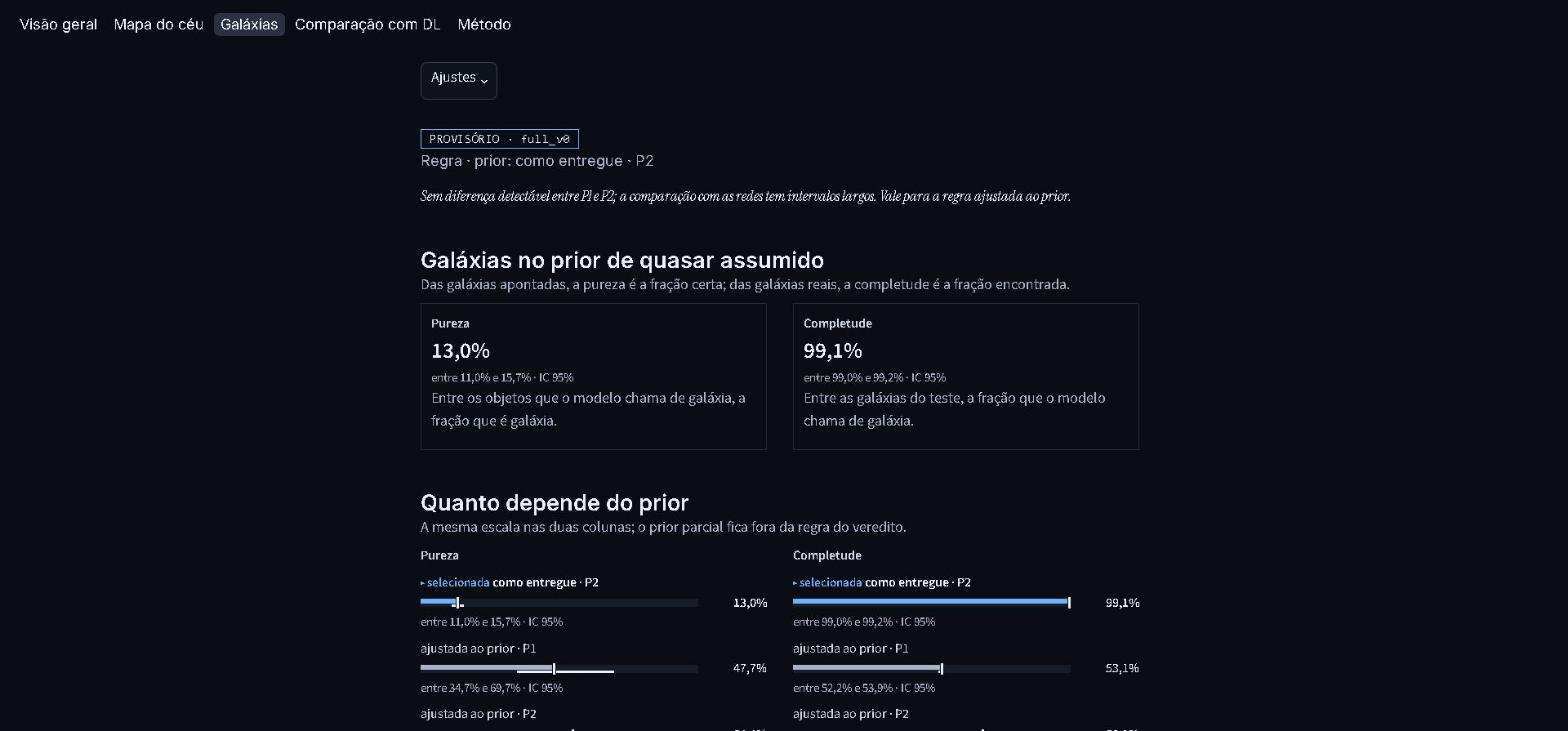 Visão geral Mapa do céu Galáxias Comparação com DL Método
Ajustes
PROVISÓRIO · full_v0
Regra · prior: como entregue · P2
Sem diferença detectável entre P1 e P2; a comparação com as redes tem intervalos largos. Vale para a regra ajustada ao prior.
Galáxias no prior de quasar assumido
Das galáxias apontadas, a pureza é a fração certa; das galáxias reais, a completude é a fração encontrada.
Pureza
13,0%
entre 11,0% e 15,7% · IC 95%
Entre os objetos que o modelo chama de galáxia, a
fração que é galáxia.
Completude
99,1%
entre 99,0% e 99,2% · IC 95%
Entre as galáxias do teste, a fração que o modelo
chama de galáxia.
Quanto depende do prior
A mesma escala nas duas colunas; o prior parcial fica fora da regra do veredito.
Pureza
▸ selecionada como entregue · P2
13,0%
entre 11,0% e 15,7% · IC 95%
ajustada ao prior · P1
47,7%
entre 34,7% e 69,7% · IC 95%
ajustada ao prior · P2
Completude
▸ selecionada como entregue · P2
99,1%
entre 99,0% e 99,2% · IC 95%
ajustada ao prior · P1
53,1%
entre 52,2% e 53,9% · IC 95%
ajustada ao prior · P2